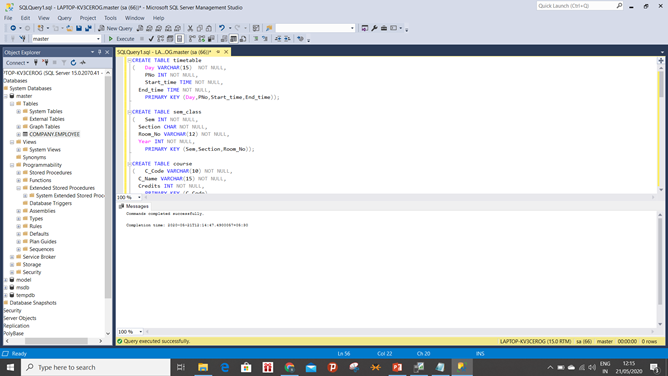 SQLQuery1.sql - LAPTOP-KV3CEROG.master (sa (66))* - Microsoft SQL Server Management Studio
Quick Launch (Ctrl+Q)
File Edit View Query Project Tools Window Help
New Query
master
Execute
Object Explorer
SQLQuery1.sql - LA...OG.master (sa (66))*
Connect
PTOP-KV3CEROG (SQL Server 15.0.2070.41 -
Databases
System Databases
master
Tables
System Tables
External Tables
Graph Tables
COMPANY.EMPLOYEE
Views
System Views
Synonyms
Programmability
Stored Procedures
Functions
Extended Stored Procedures
System Extended Stored Proc
Database Triggers
Assemblies
Types
Rules
Defaults
Plan Guides
Sequences
Service Broker
Storage
Security
model
msdb
tempdb
Database Snapshots
Security
Server Objects
Replication
PolyBase
CREATE TABLE timetable
( Day VARCHAR(15) NOT NULL,
PNo INT NOT NULL,
Start_time TIME NOT NULL,
End_time TIME NOT NULL,
PRIMARY KEY (Day,PNo,Start_time,End_time));
CREATE TABLE sem_class
( Sem INT NOT NULL,
Section CHAR NOT NULL,
Room_No VARCHAR(12) NOT NULL,
Year INT NOT NULL,
PRIMARY KEY (Sem,Section,Room_No));
CREATE TABLE course
( C_Code VARCHAR(10) NOT NULL,
C_Name VARCHAR(15) NOT NULL,
Credits INT NOT NULL,
PRIMARY KEY (C_Code)
100 %
Messages
Commands completed successfully.
Completion time:
100 %
Query executed successfully.
LAPTOP-KV3CEROG (15.0 RTM) sa (66) master 00:00:00 0 rows
Ready
Ln 56 Col 22 Ch 20 INS
Type here to search
ENG
IN
12:15
21/05/2020